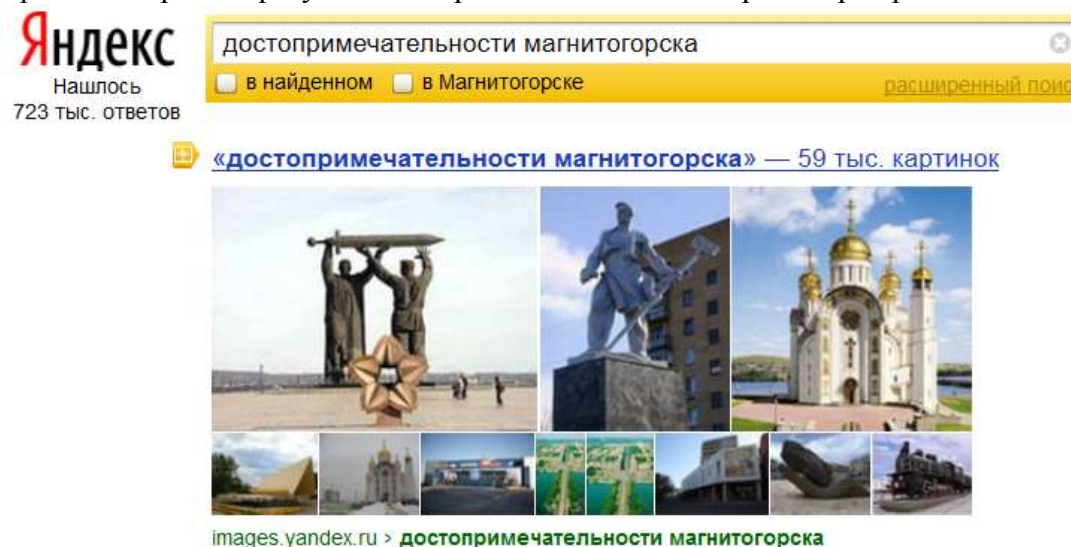 Яндекс
Нашлось
723 тыс. ответов
достопримечательности магнитогорска
в найденном в Магнитогорске
расширенный поис
«достопримечательности магнитогорска» — 59 тыс. картинок
images.yandex.ru > достопримечательности магнитогорска